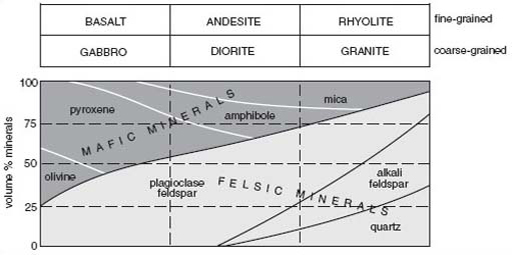 BASALT ANDESITE RHYOLITE fine-grained
GABBRO DIORITE GRANITE coarse-grained
volume % minerals
100
75
50
25
0
pyroxene
olivine
MAFIC MINERALS
amphibole
mica
plagioclase
feldspar
FELSIC MINERALS
alkali
feldspar
quartz